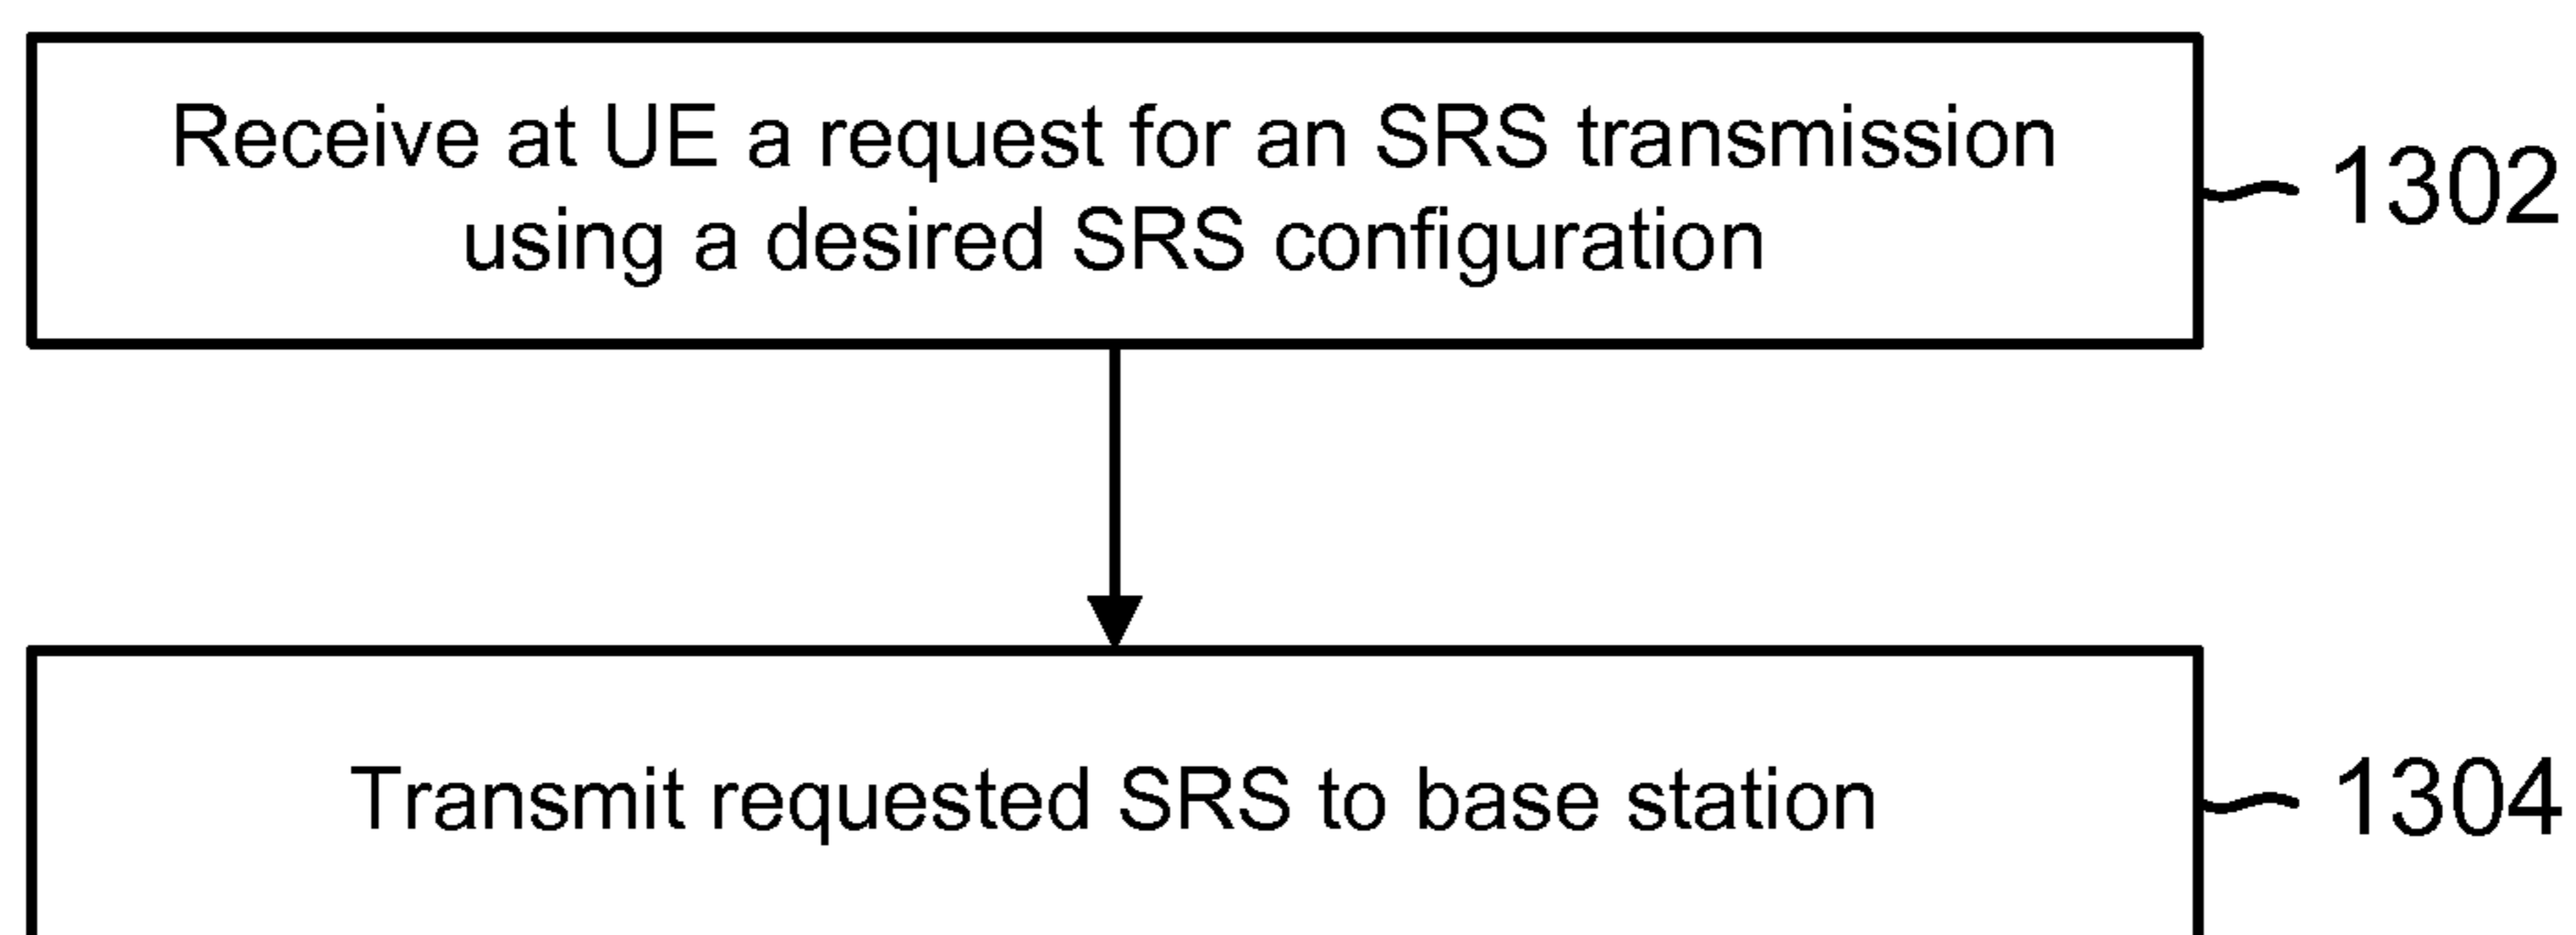 Receive at UE a request for an SRS transmission
using a desired SRS configuration
1302
Transmit requested SRS to base station
1304